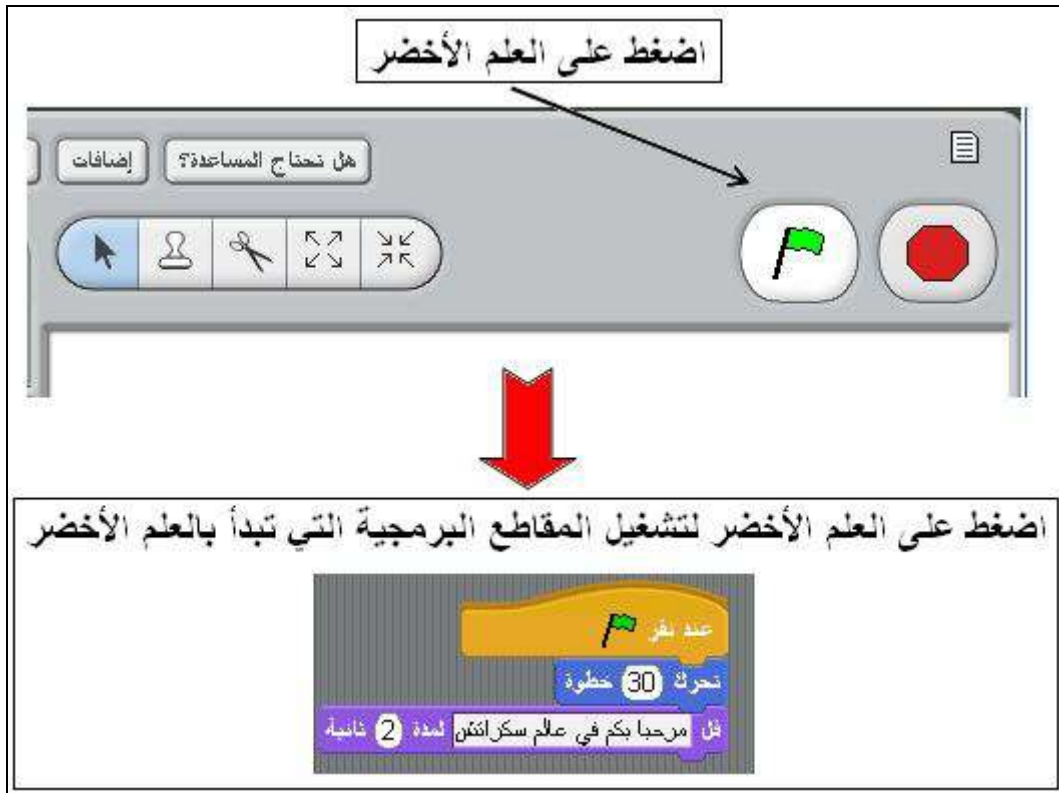 اضغط على العلم الأخضر
هل تحتاج المساعدة؟
إضافات
اضغط على العلم الأخضر لتشغيل المقاطع البرمجية التي تبدأ بالعلم الأخضر
عند نقر
تحرك 30 خطوة
قل مرحبا بكم في عالم سكراتش لمدة 2 ثانية